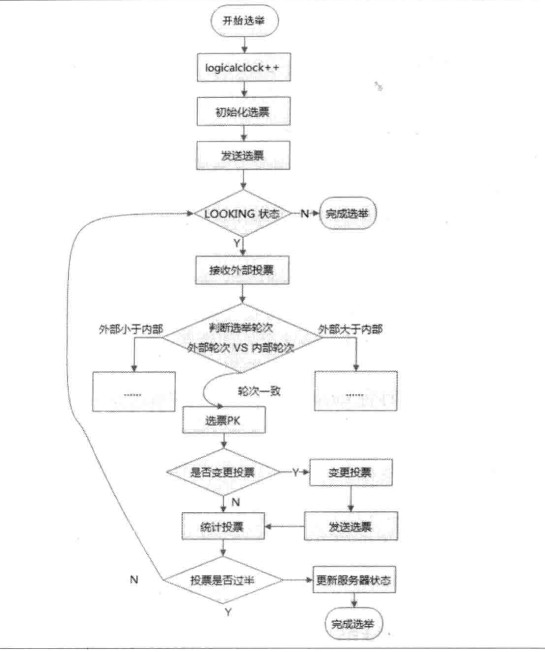 开始选举
logicalclock++
初始化选票
发送选票
LOOKING 状态
N
完成选举
Y
接收外部投票
外部小于内部
判断选举轮次
外部轮次 VS 内部轮次
外部大于内部
......
......
轮次一致
选票PK
是否变更投票
Y
变更投票
N
统计投票
发送选票
N
投票是否过半
更新服务器状态
Y
完成选举